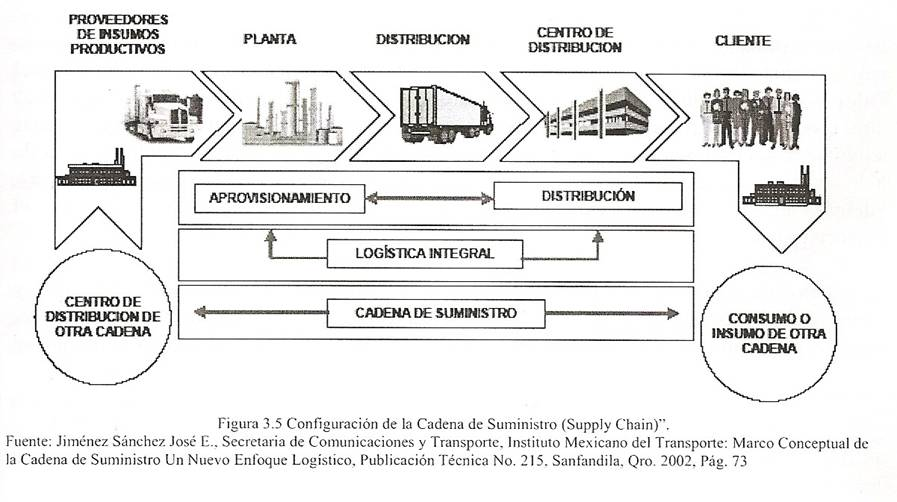 PROVEEDORES
DE INSUMOS
PRODUCTIVOS
PLANTA
DISTRIBUCION
CENTRO DE
DISTRIBUCION
CLIENTE
APROVISIONAMIENTO
DISTRIBUCIÓN
LOGÍSTICA INTEGRAL
CADENA DE SUMINISTRO
CENTRO DE
DISTRIBUCION DE
OTRA CADENA
CONSUMO O
INSUMO DE OTRA
CADENA
Figura 3.5 Configuración de la Cadena de Suministro (Supply Chain)”.
Fuente: Jiménez Sánchez José E., Secretaria de Comunicaciones y Transporte, Instituto Mexicano del Transporte: Marco Conceptual de
la Cadena de Suministro Un Nuevo Enfoque Logístico, Publicación Técnica No. 215, Sanfandila, Qro. 2002, Pág. 73